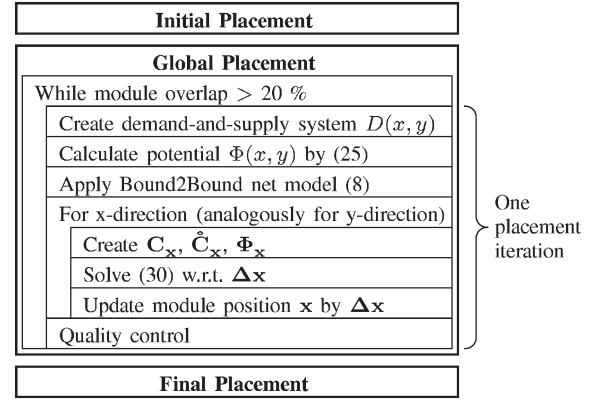 Initial Placement
Global Placement
While module overlap > 20 %
Create demand-and-supply system D(x, y)
Calculate potential Φ(x, y) by (25)
Apply Bound2Bound net model (8)
For x-direction (analogously for y-direction)
Create Cₓ, C̊ₓ, Φₓ
Solve (30) w.r.t. Δx
Update module position x by Δx
Quality control
One
placement
iteration
Final Placement